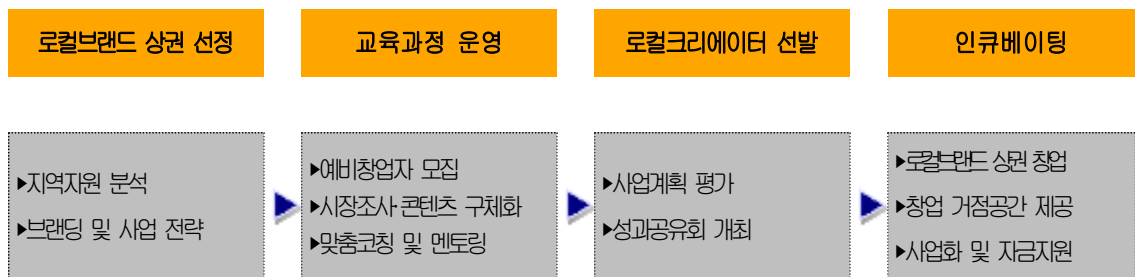 로컬브랜드 상권 선정
교육과정 운영
로컬크리에이터 선발
인큐베이팅
▶지역자원 분석
▶브랜딩 및 사업 전략
▶예비창업자 모집
▶시장조사·콘텐츠 구체화
▶맞춤코칭 및 멘토링
▶사업계획 평가
▶성과공유회 개최
▶로컬브랜드 상권 창업
▶창업 거점공간 제공
▶사업화 및 자금지원